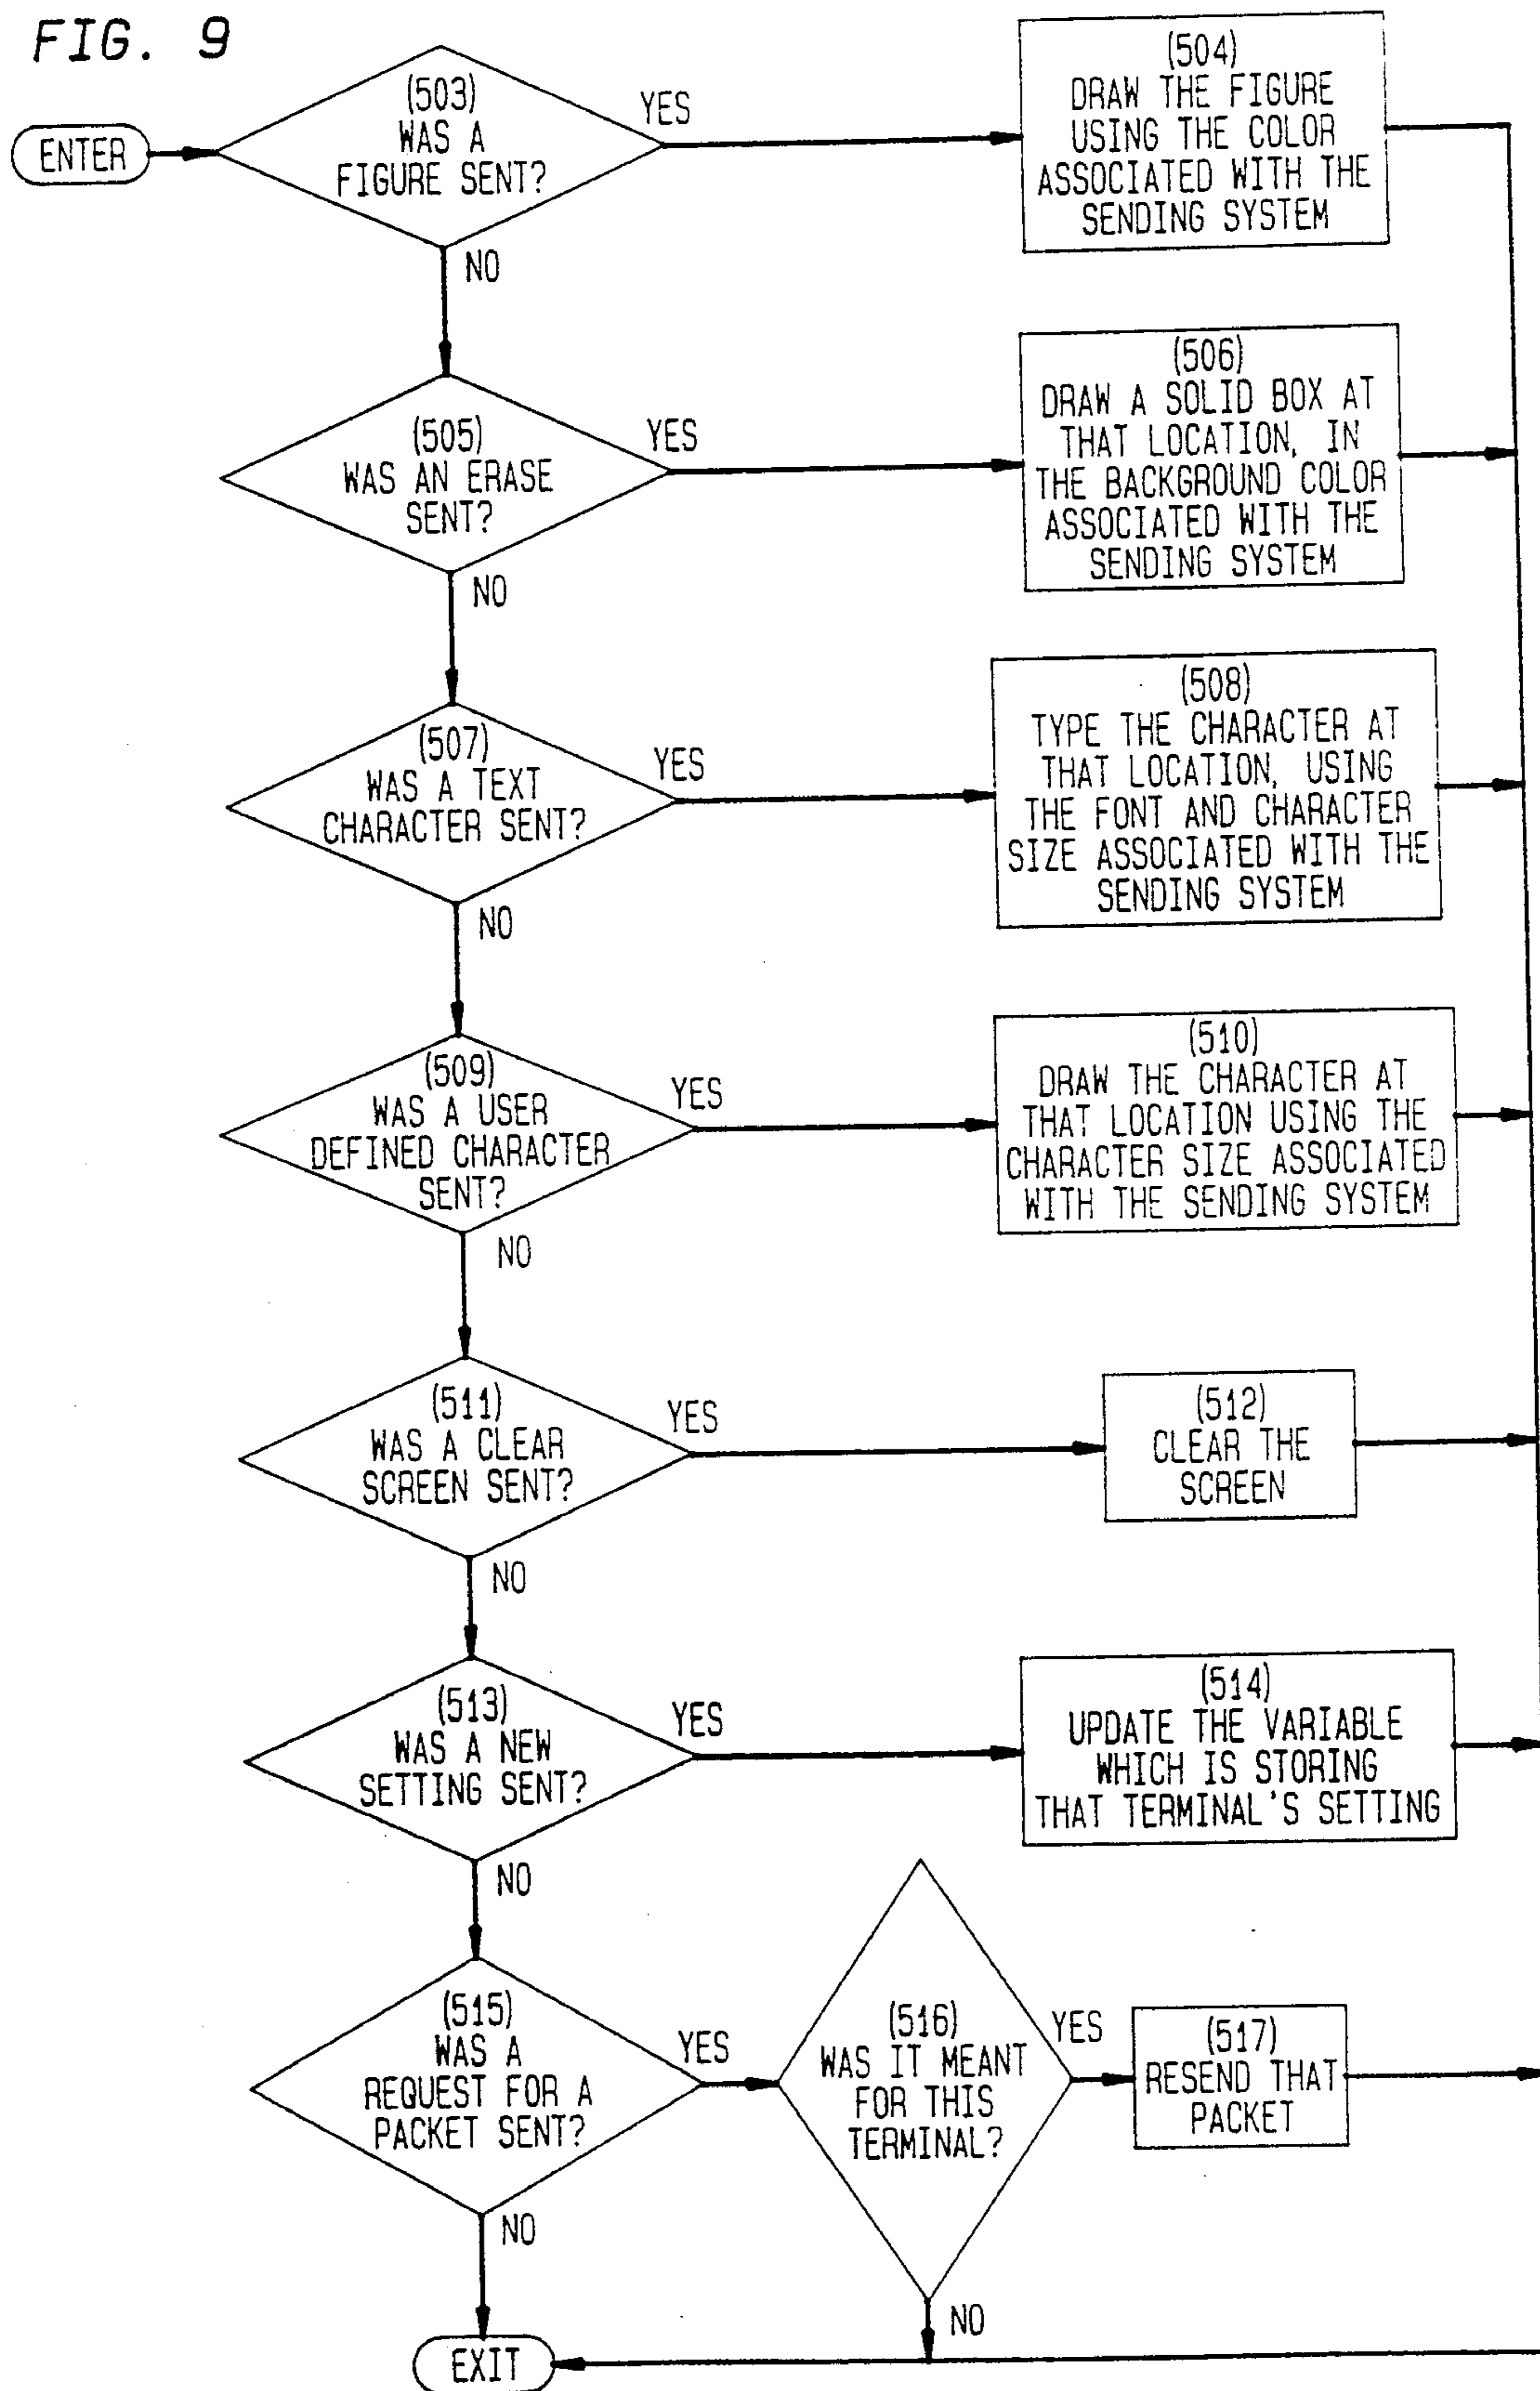 FIG. 9
ENTER
(503)
WAS A
FIGURE SENT?
YES
NO
(504)
DRAW THE FIGURE
USING THE COLOR
ASSOCIATED WITH THE
SENDING SYSTEM
(505)
WAS AN ERASE
SENT?
YES
NO
(506)
DRAW A SOLID BOX AT
THAT LOCATION, IN
THE BACKGROUND COLOR
ASSOCIATED WITH THE
SENDING SYSTEM
(507)
WAS A TEXT
CHARACTER SENT?
YES
NO
(508)
TYPE THE CHARACTER AT
THAT LOCATION, USING
THE FONT AND CHARACTER
SIZE ASSOCIATED WITH THE
SENDING SYSTEM
(509)
WAS A USER
DEFINED CHARACTER
SENT?
YES
NO
(510)
DRAW THE CHARACTER AT
THAT LOCATION USING THE
CHARACTER SIZE ASSOCIATED
WITH THE SENDING SYSTEM
(511)
WAS A CLEAR
SCREEN SENT?
YES
NO
(512)
CLEAR THE
SCREEN
(513)
WAS A NEW
SETTING SENT?
YES
NO
(514)
UPDATE THE VARIABLE
WHICH IS STORING
THAT TERMINAL'S SETTING
(515)
WAS A
REQUEST FOR A
PACKET SENT?
YES
NO
(516)
WAS IT MEANT
FOR THIS
TERMINAL?
YES
NO
(517)
RESEND THAT
PACKET
EXIT